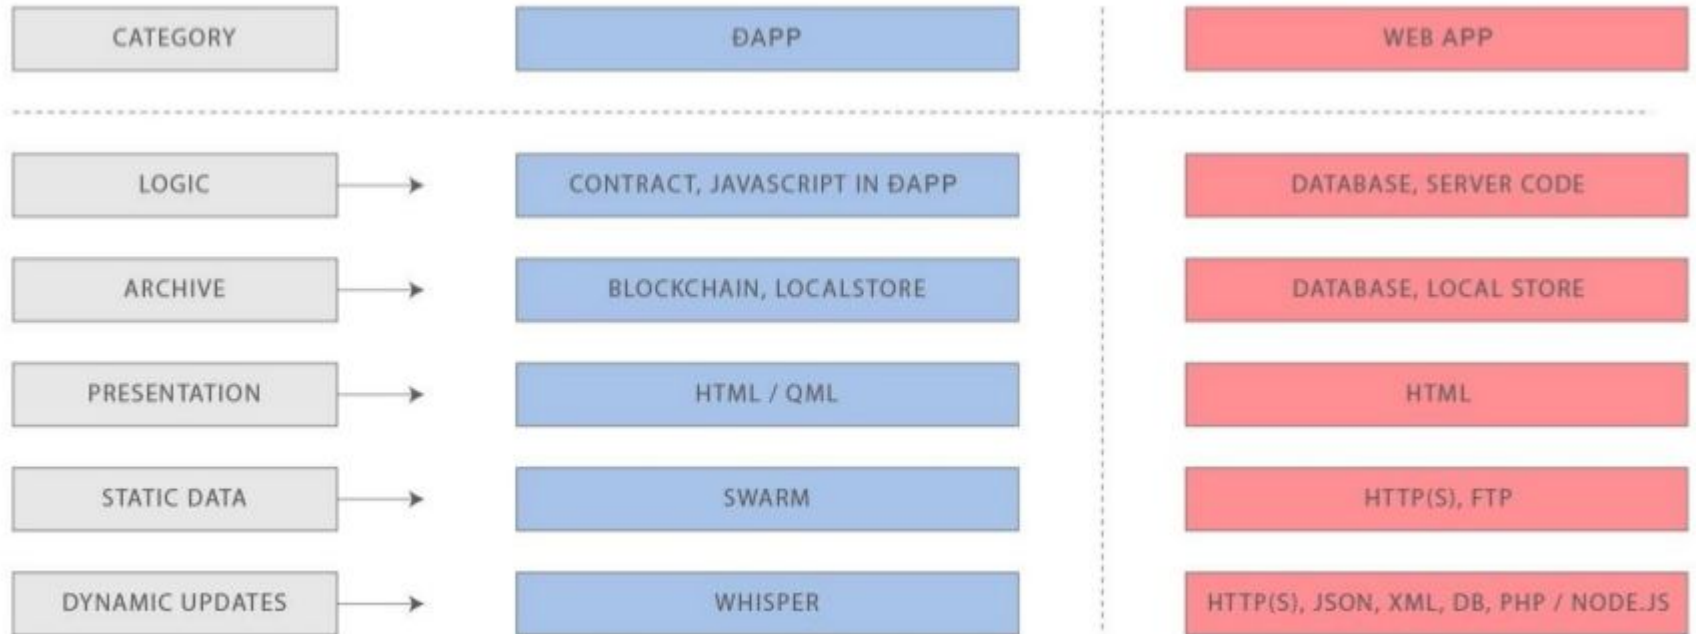 CATEGORY ĐAPP WEB APP
LOGIC CONTRACT, JAVASCRIPT IN ĐAPP DATABASE, SERVER CODE
ARCHIVE BLOCKCHAIN, LOCALSTORE DATABASE, LOCAL STORE
PRESENTATION HTML / QML HTML
STATIC DATA SWARM HTTP(S), FTP
DYNAMIC UPDATES WHISPER HTTP(S), JSON, XML, DB, PHP / NODE.JS